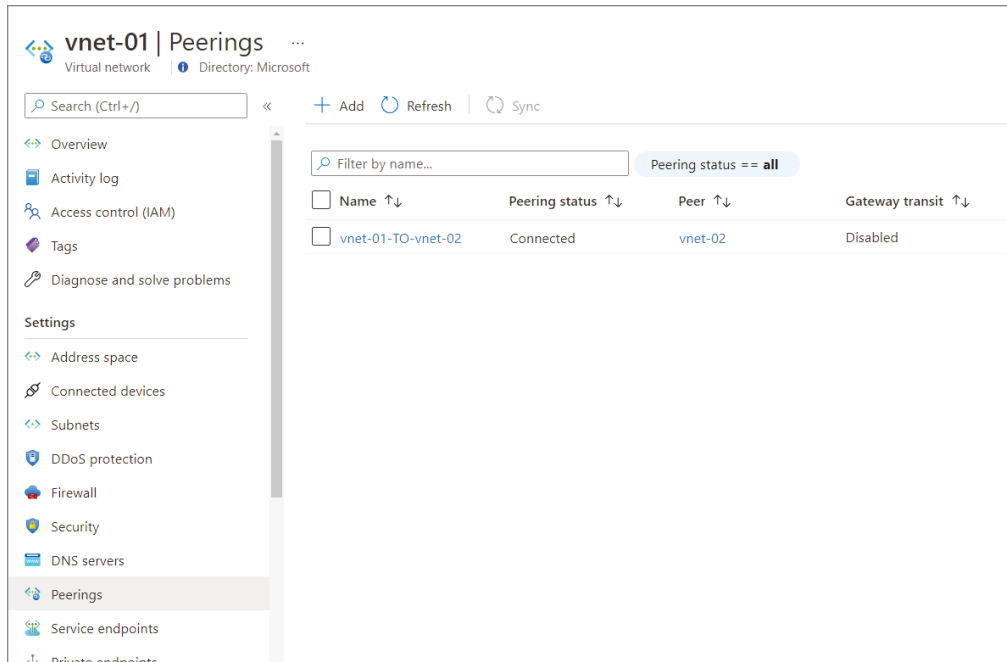 vnet-01 | Peerings ...
Virtual network Directory: Microsoft
Search (Ctrl+/) «
Overview
Activity log
Access control (IAM)
Tags
Diagnose and solve problems
Settings
Address space
Connected devices
Subnets
DDoS protection
Firewall
Security
DNS servers
Peerings
Service endpoints
Private endpoints
+ Add Refresh Sync
Filter by name... Peering status == all
Name ↑↓ Peering status ↑↓ Peer ↑↓ Gateway transit ↑↓
vnet-01-TO-vnet-02 Connected vnet-02 Disabled